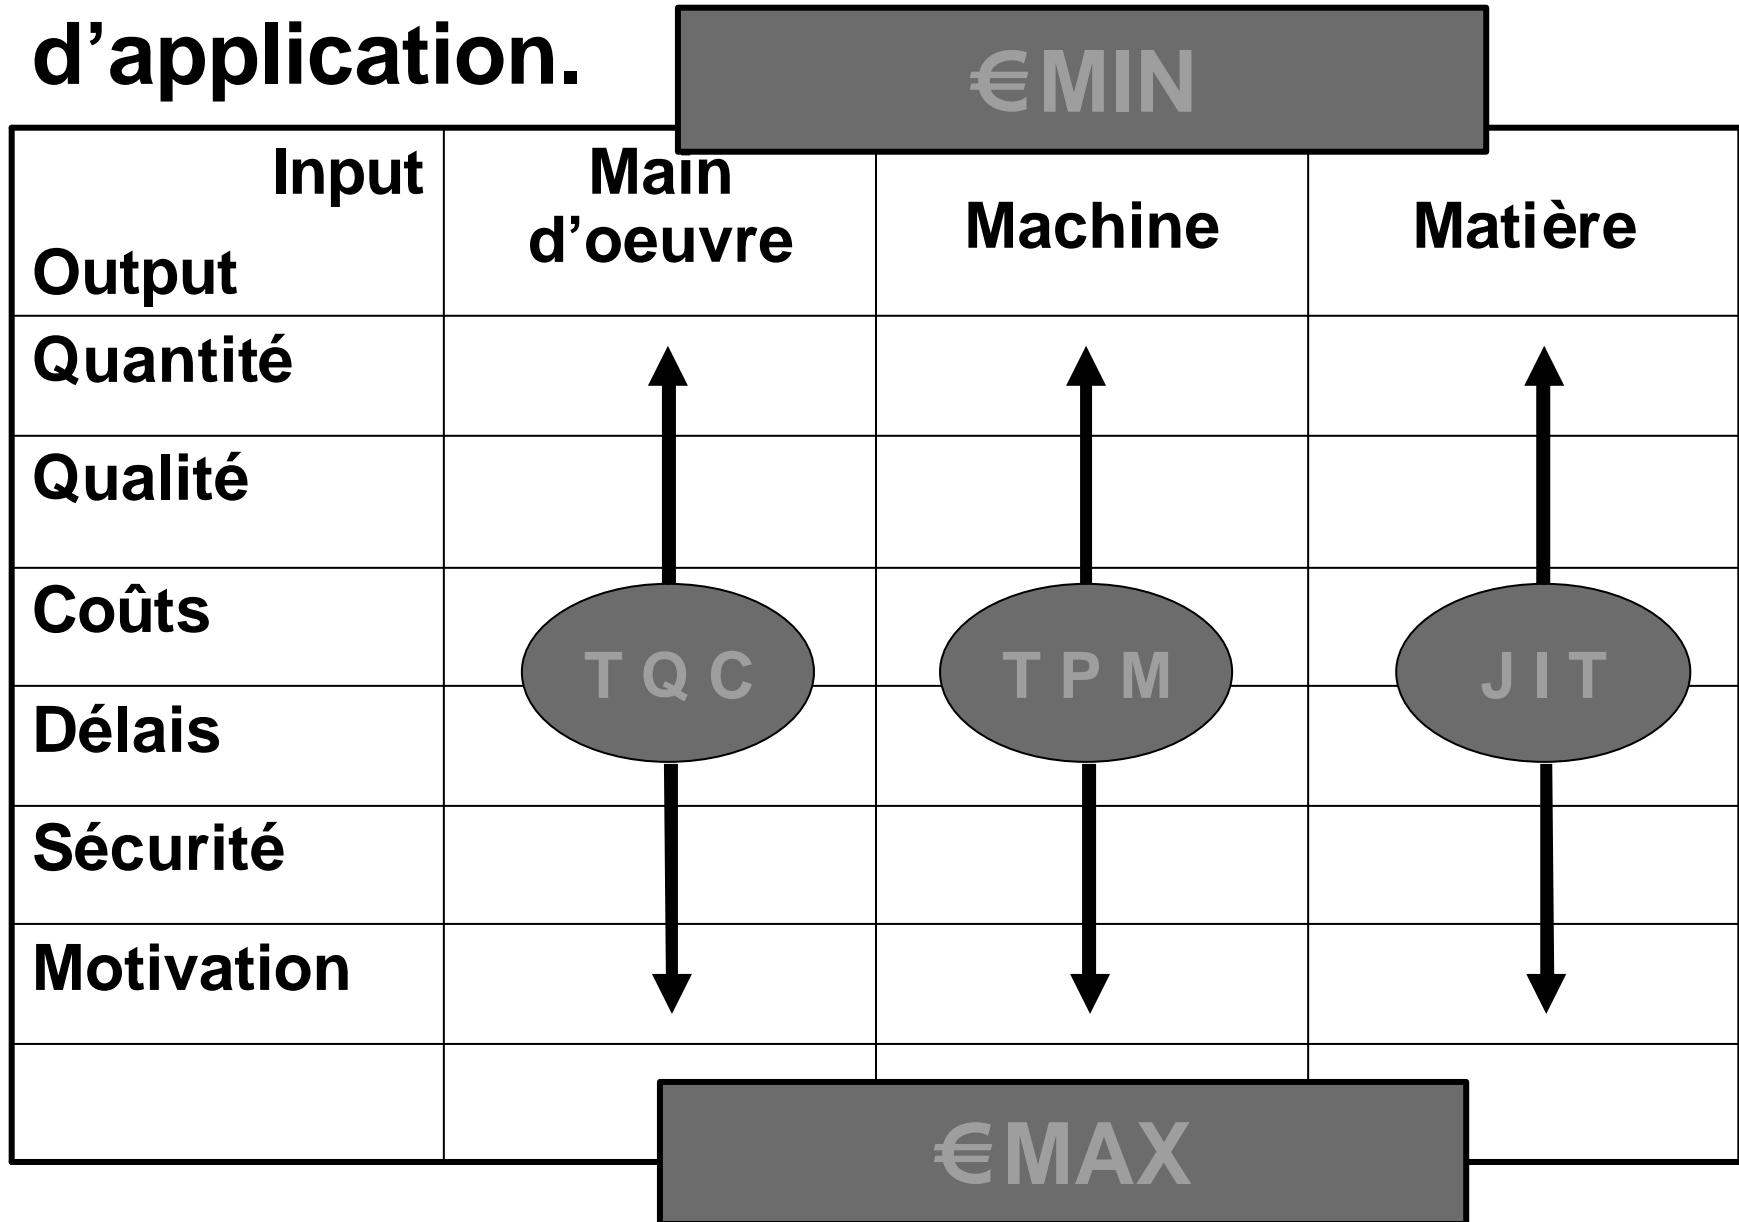 d’application.
€MIN
Input
Output
Main
d’oeuvre
Machine
Matière
Quantité
Qualité
Coûts
T Q C
T P M
J I T
Délais
Sécurité
Motivation
€MAX